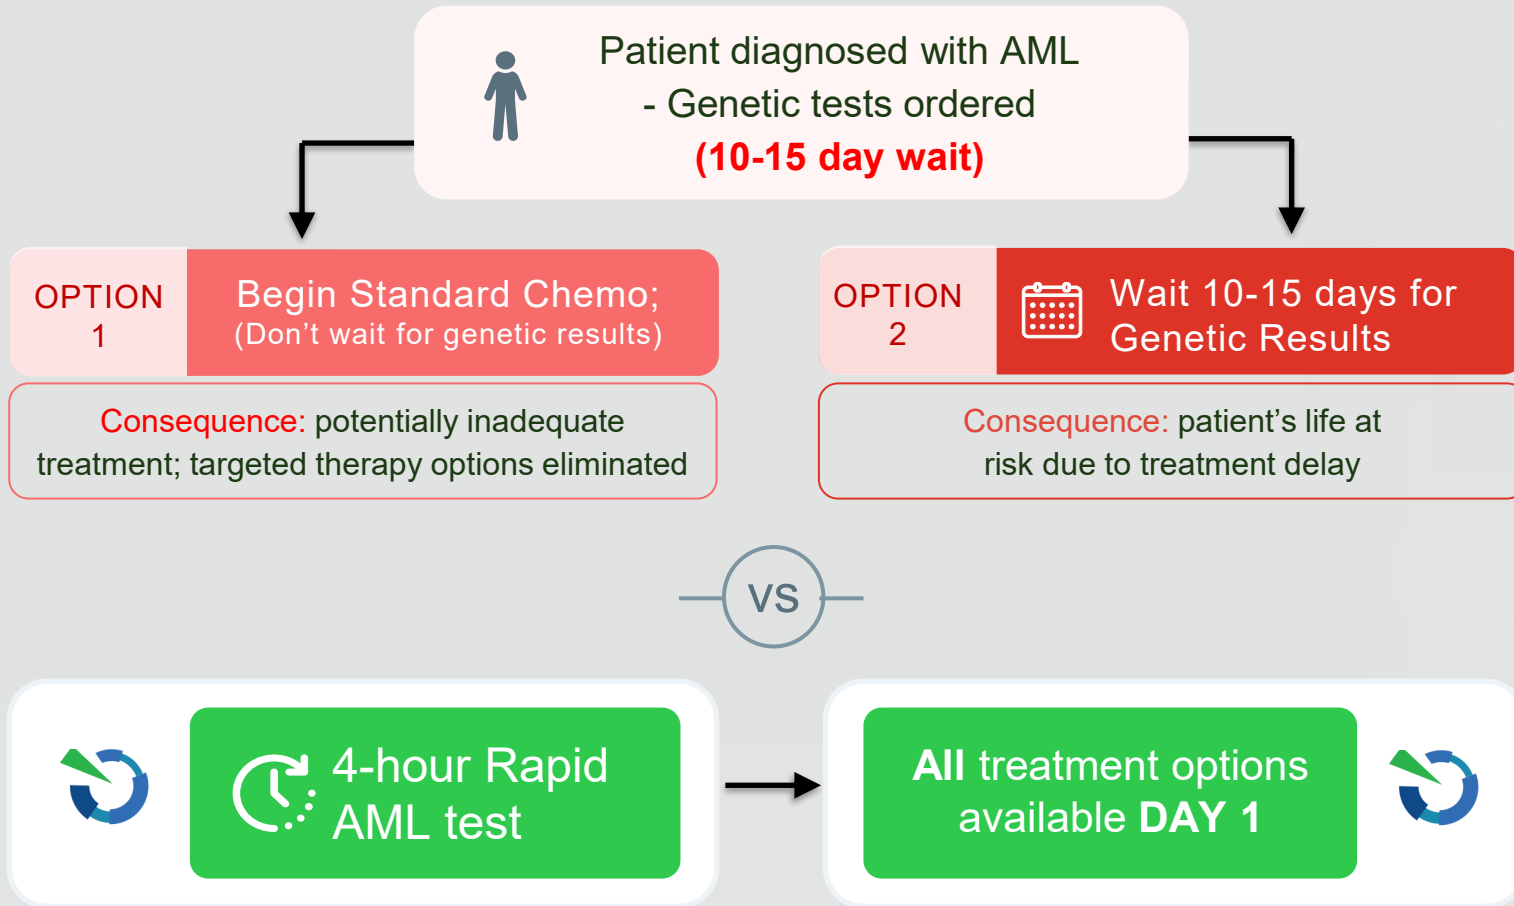 Patient diagnosed with AML
- Genetic tests ordered
(10-15 day wait)
OPTION
1
Begin Standard Chemo;
(Don’t wait for genetic results)
Consequence: potentially inadequate
treatment; targeted therapy options eliminated
OPTION
2
Wait 10-15 days for
Genetic Results
Consequence: patient’s life at
risk due to treatment delay
VS
4-hour Rapid
AML test
All treatment options
available DAY 1